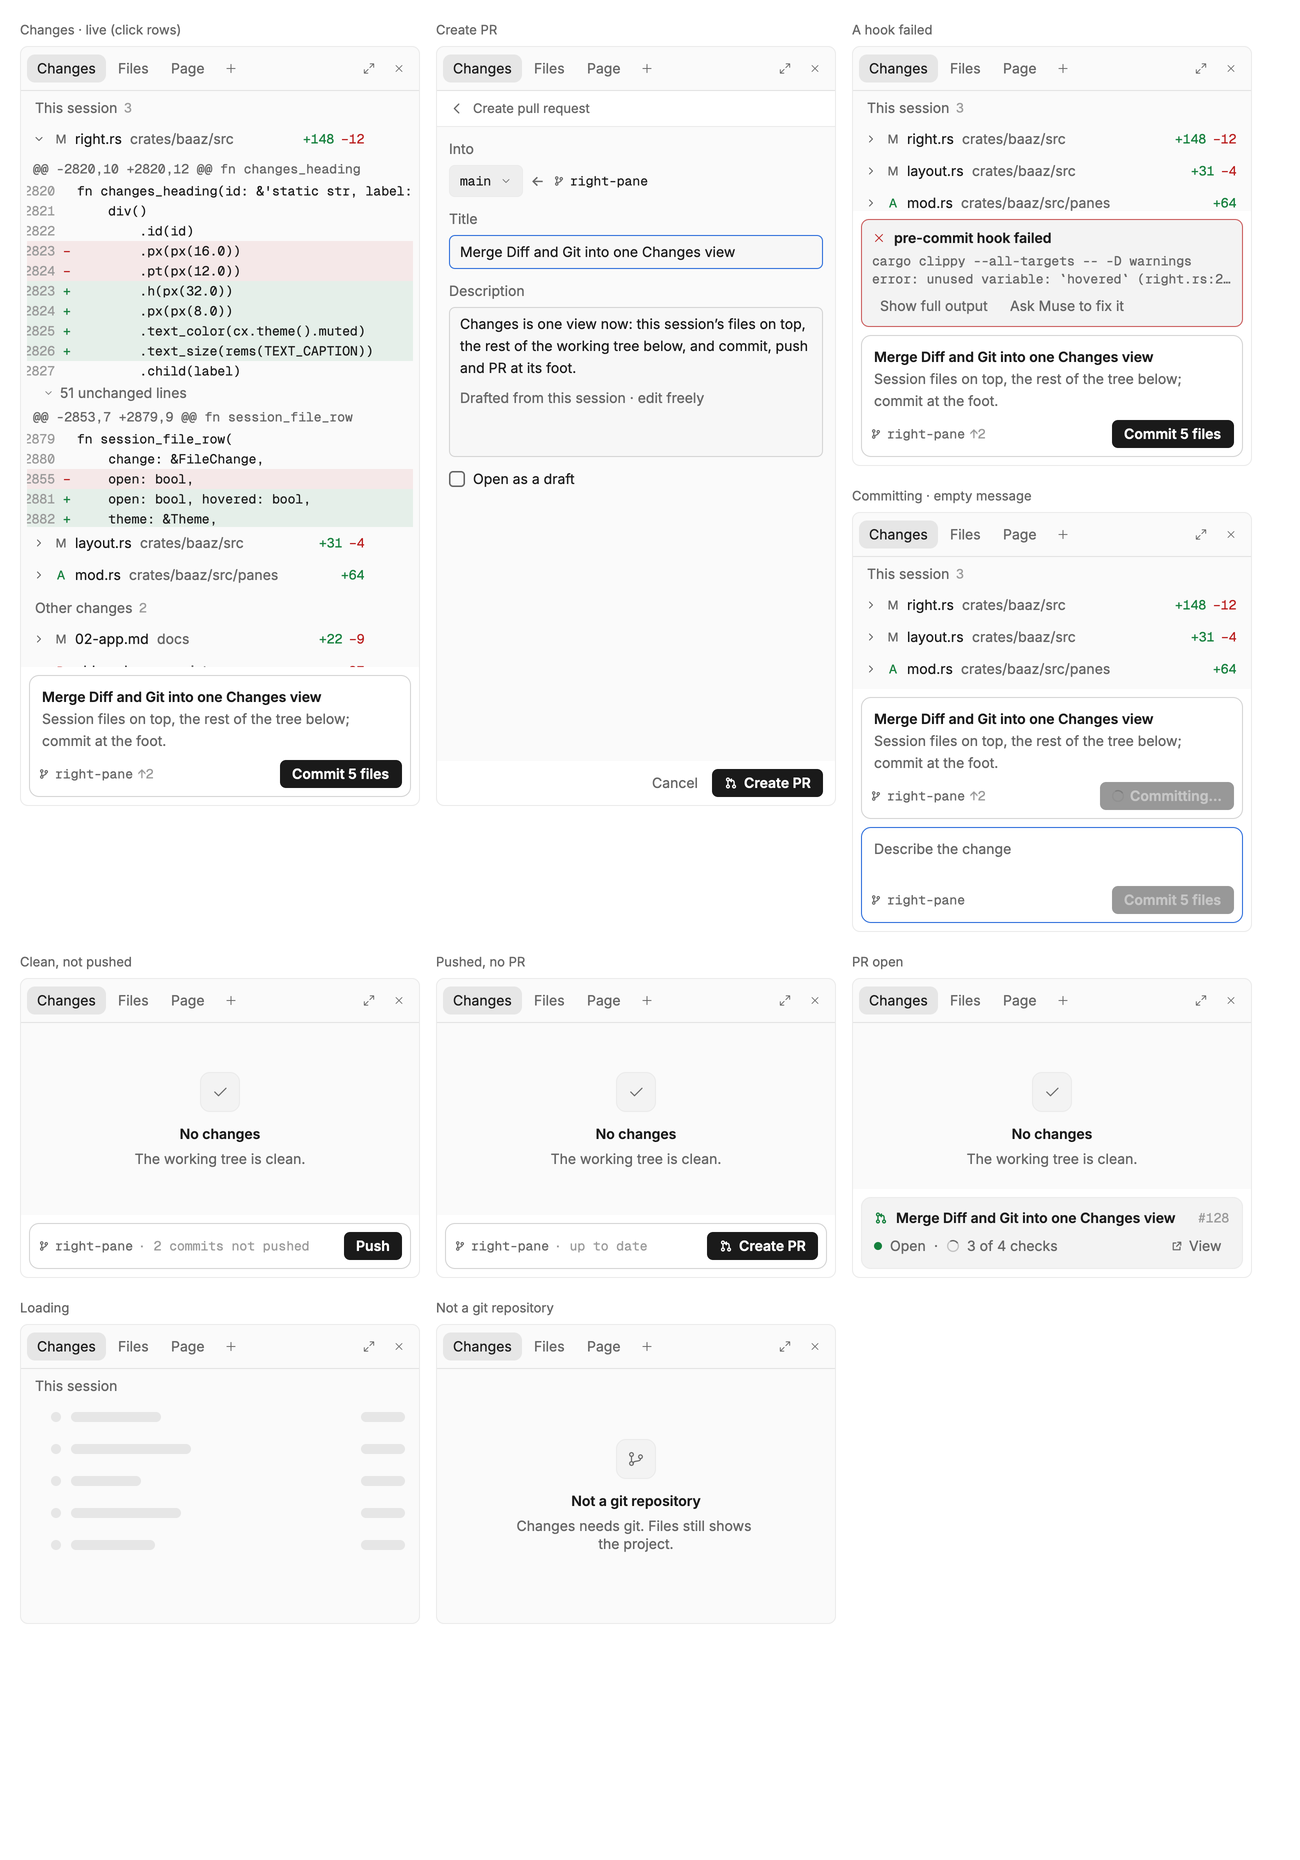 Changes · live (click rows)
Changes Files Page +
This session 3
M right.rs crates/baaz/src +148 −12
@@ -2820,10 +2820,12 @@ fn changes_heading
2820 fn changes_heading(id: &'static str, label:
2821 div()
2822 .id(id)
2823 − .px(px(16.0))
2824 − .pt(px(12.0))
2823 + .h(px(32.0))
2824 + .px(px(8.0))
2825 + .text_color(cx.theme().muted)
2826 + .text_size(rems(TEXT_CAPTION))
2827 .child(label)
51 unchanged lines
@@ -2853,7 +2879,9 @@ fn session_file_row
2879 fn session_file_row(
2880 change: &FileChange,
2855 − open: bool,
2881 + open: bool, hovered: bool,
2882 + theme: &Theme,
M layout.rs crates/baaz/src +31 −4
A mod.rs crates/baaz/src/panes +64
Other changes 2
M 02-app.md docs +22 −9
Merge Diff and Git into one Changes view
Session files on top, the rest of the tree below;
commit at the foot.
right-pane ↑2 Commit 5 files
Create PR
Changes Files Page +
Create pull request
Into
main ← right-pane
Title
Merge Diff and Git into one Changes view
Description
Changes is one view now: this session’s files on top,
the rest of the working tree below, and commit, push
and PR at its foot.
Drafted from this session · edit freely
Open as a draft
Cancel Create PR
A hook failed
Changes Files Page +
This session 3
M right.rs crates/baaz/src +148 −12
M layout.rs crates/baaz/src +31 −4
A mod.rs crates/baaz/src/panes +64
pre-commit hook failed
cargo clippy --all-targets -- -D warnings
error: unused variable: `hovered` (right.rs:2…
Show full output Ask Muse to fix it
Merge Diff and Git into one Changes view
Session files on top, the rest of the tree below;
commit at the foot.
right-pane ↑2 Commit 5 files
Committing · empty message
Changes Files Page +
This session 3
M right.rs crates/baaz/src +148 −12
M layout.rs crates/baaz/src +31 −4
A mod.rs crates/baaz/src/panes +64
Merge Diff and Git into one Changes view
Session files on top, the rest of the tree below;
commit at the foot.
right-pane ↑2 Committing…
Describe the change
right-pane Commit 5 files
Clean, not pushed
Changes Files Page +
No changes
The working tree is clean.
right-pane · 2 commits not pushed Push
Pushed, no PR
Changes Files Page +
No changes
The working tree is clean.
right-pane · up to date Create PR
PR open
Changes Files Page +
No changes
The working tree is clean.
Merge Diff and Git into one Changes view #128
Open · 3 of 4 checks View
Loading
Changes Files Page +
This session
Not a git repository
Changes Files Page +
Not a git repository
Changes needs git. Files still shows
the project.